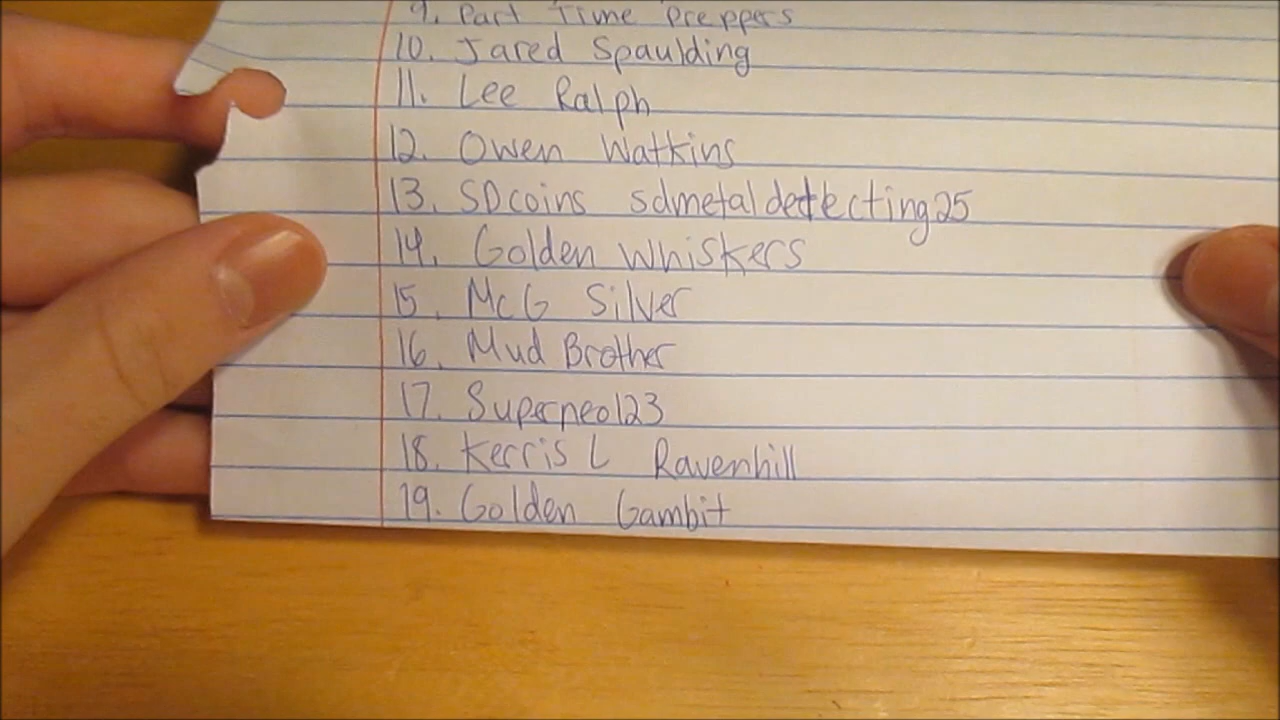 9. Part Time Preppers
10. Jared Spaulding
11. Lee Ralph
12. Owen Watkins
13. SDcoins sdmetaldetecting25
14. Golden Whiskers
15. McG Silver
16. Mud Brother
17. Superneo123
18. Kerris L Ravenhill
19. Golden Gambit